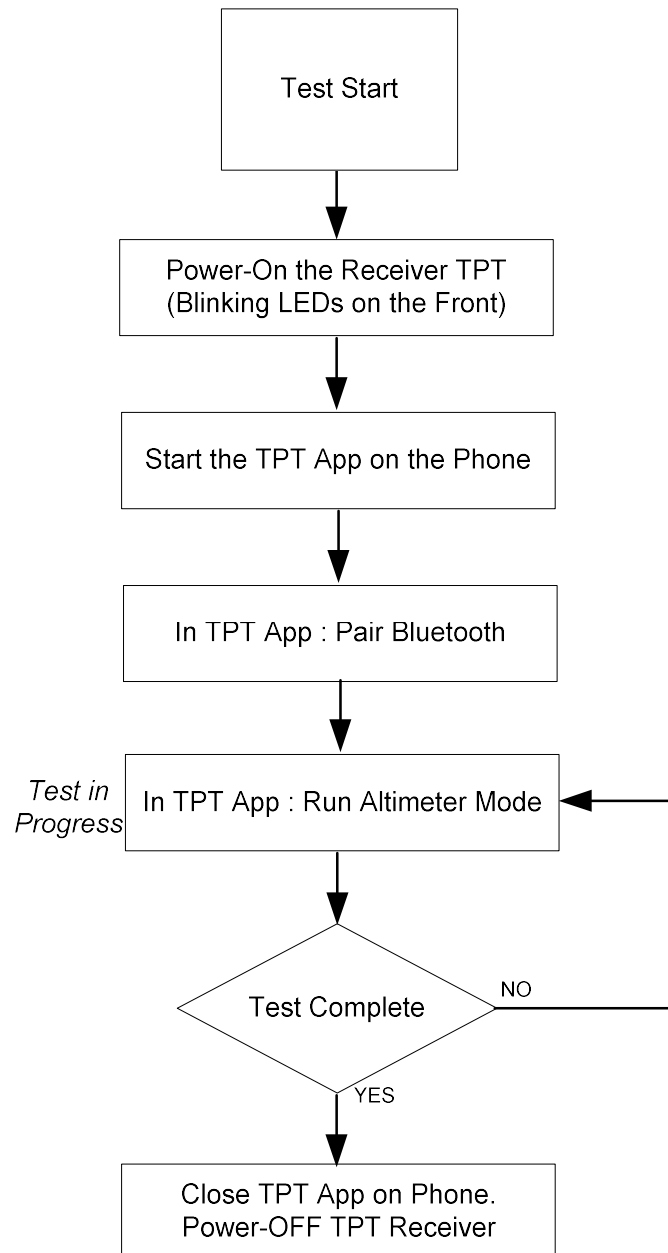 Test Start
Power-On the Receiver TPT
(Blinking LEDs on the Front)
Start the TPT App on the Phone
In TPT App : Pair Bluetooth
Test in
Progress
In TPT App : Run Altimeter Mode
Test Complete
NO
YES
Close TPT App on Phone.
Power-OFF TPT Receiver